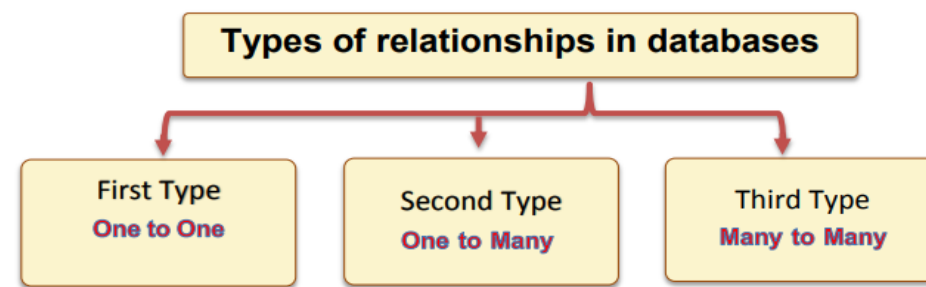 Types of relationships in databases
First Type
One to One
Second Type
One to Many
Third Type
Many to Many